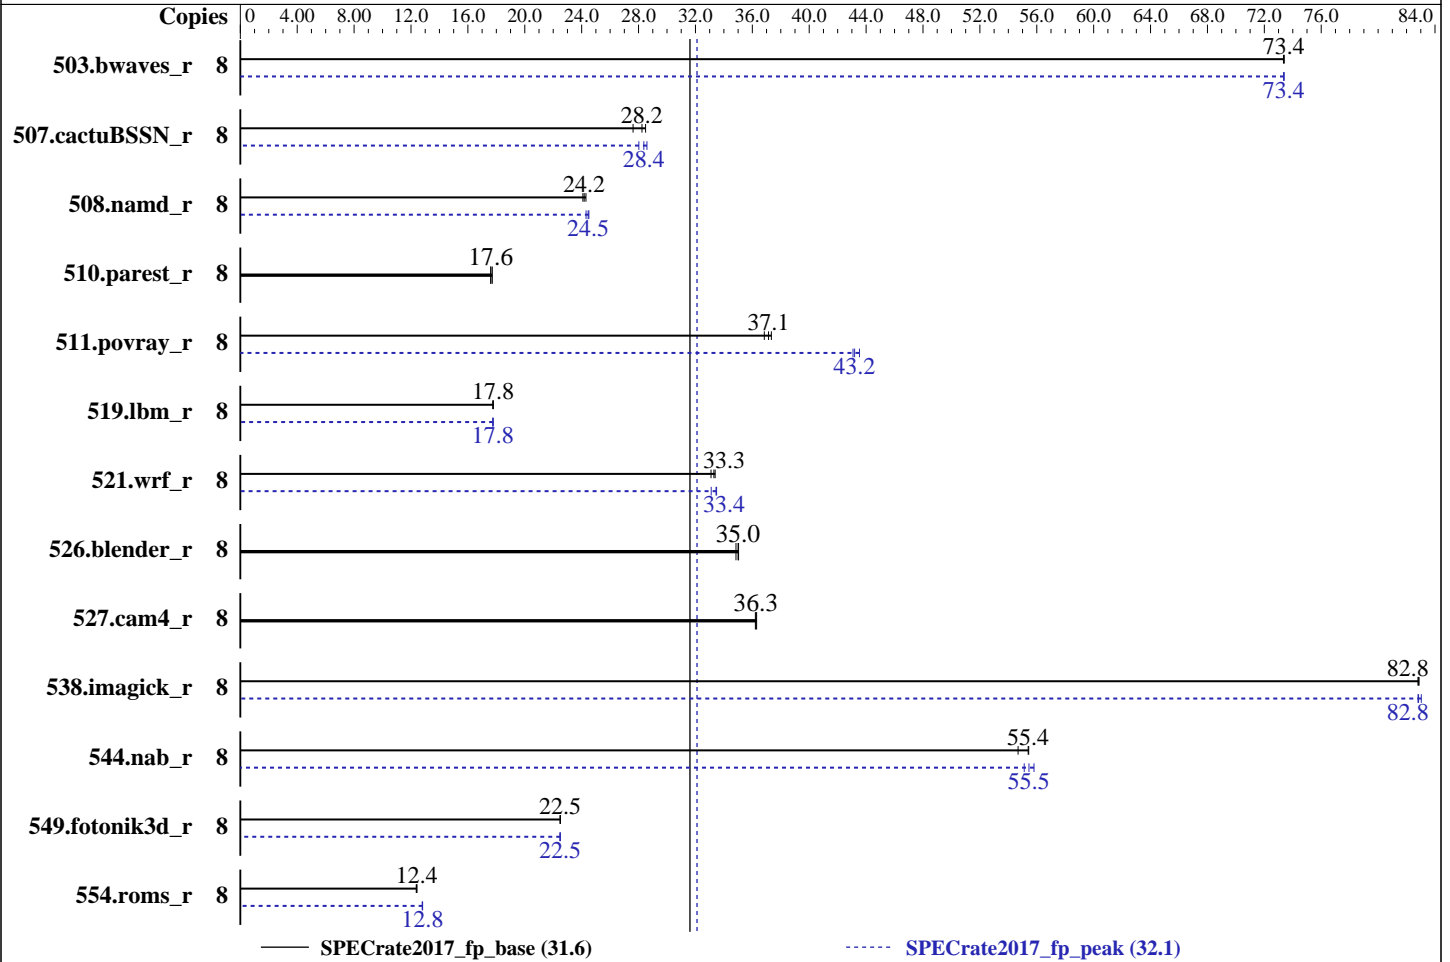 Copies 0 4.00 8.00 12.0 16.0 20.0 24.0 28.0 32.0 36.0 40.0 44.0 48.0 52.0 56.0 60.0 64.0 68.0 72.0 76.0 84.0
73.4
503.bwaves_r 8
73.4
28.2
507.cactuBSSN_r 8
28.4
24.2
508.namd_r 8
24.5
17.6
510.parest_r 8
37.1
511.povray_r 8
43.2
17.8
519.lbm_r 8
17.8
33.3
521.wrf_r 8
33.4
35.0
526.blender_r 8
36.3
527.cam4_r 8
82.8
538.imagick_r 8
82.8
55.4
544.nab_r 8
55.5
22.5
549.fotonik3d_r 8
22.5
12.4
554.roms_r 8
12.8
SPECrate2017_fp_base (31.6) SPECrate2017_fp_peak (32.1)